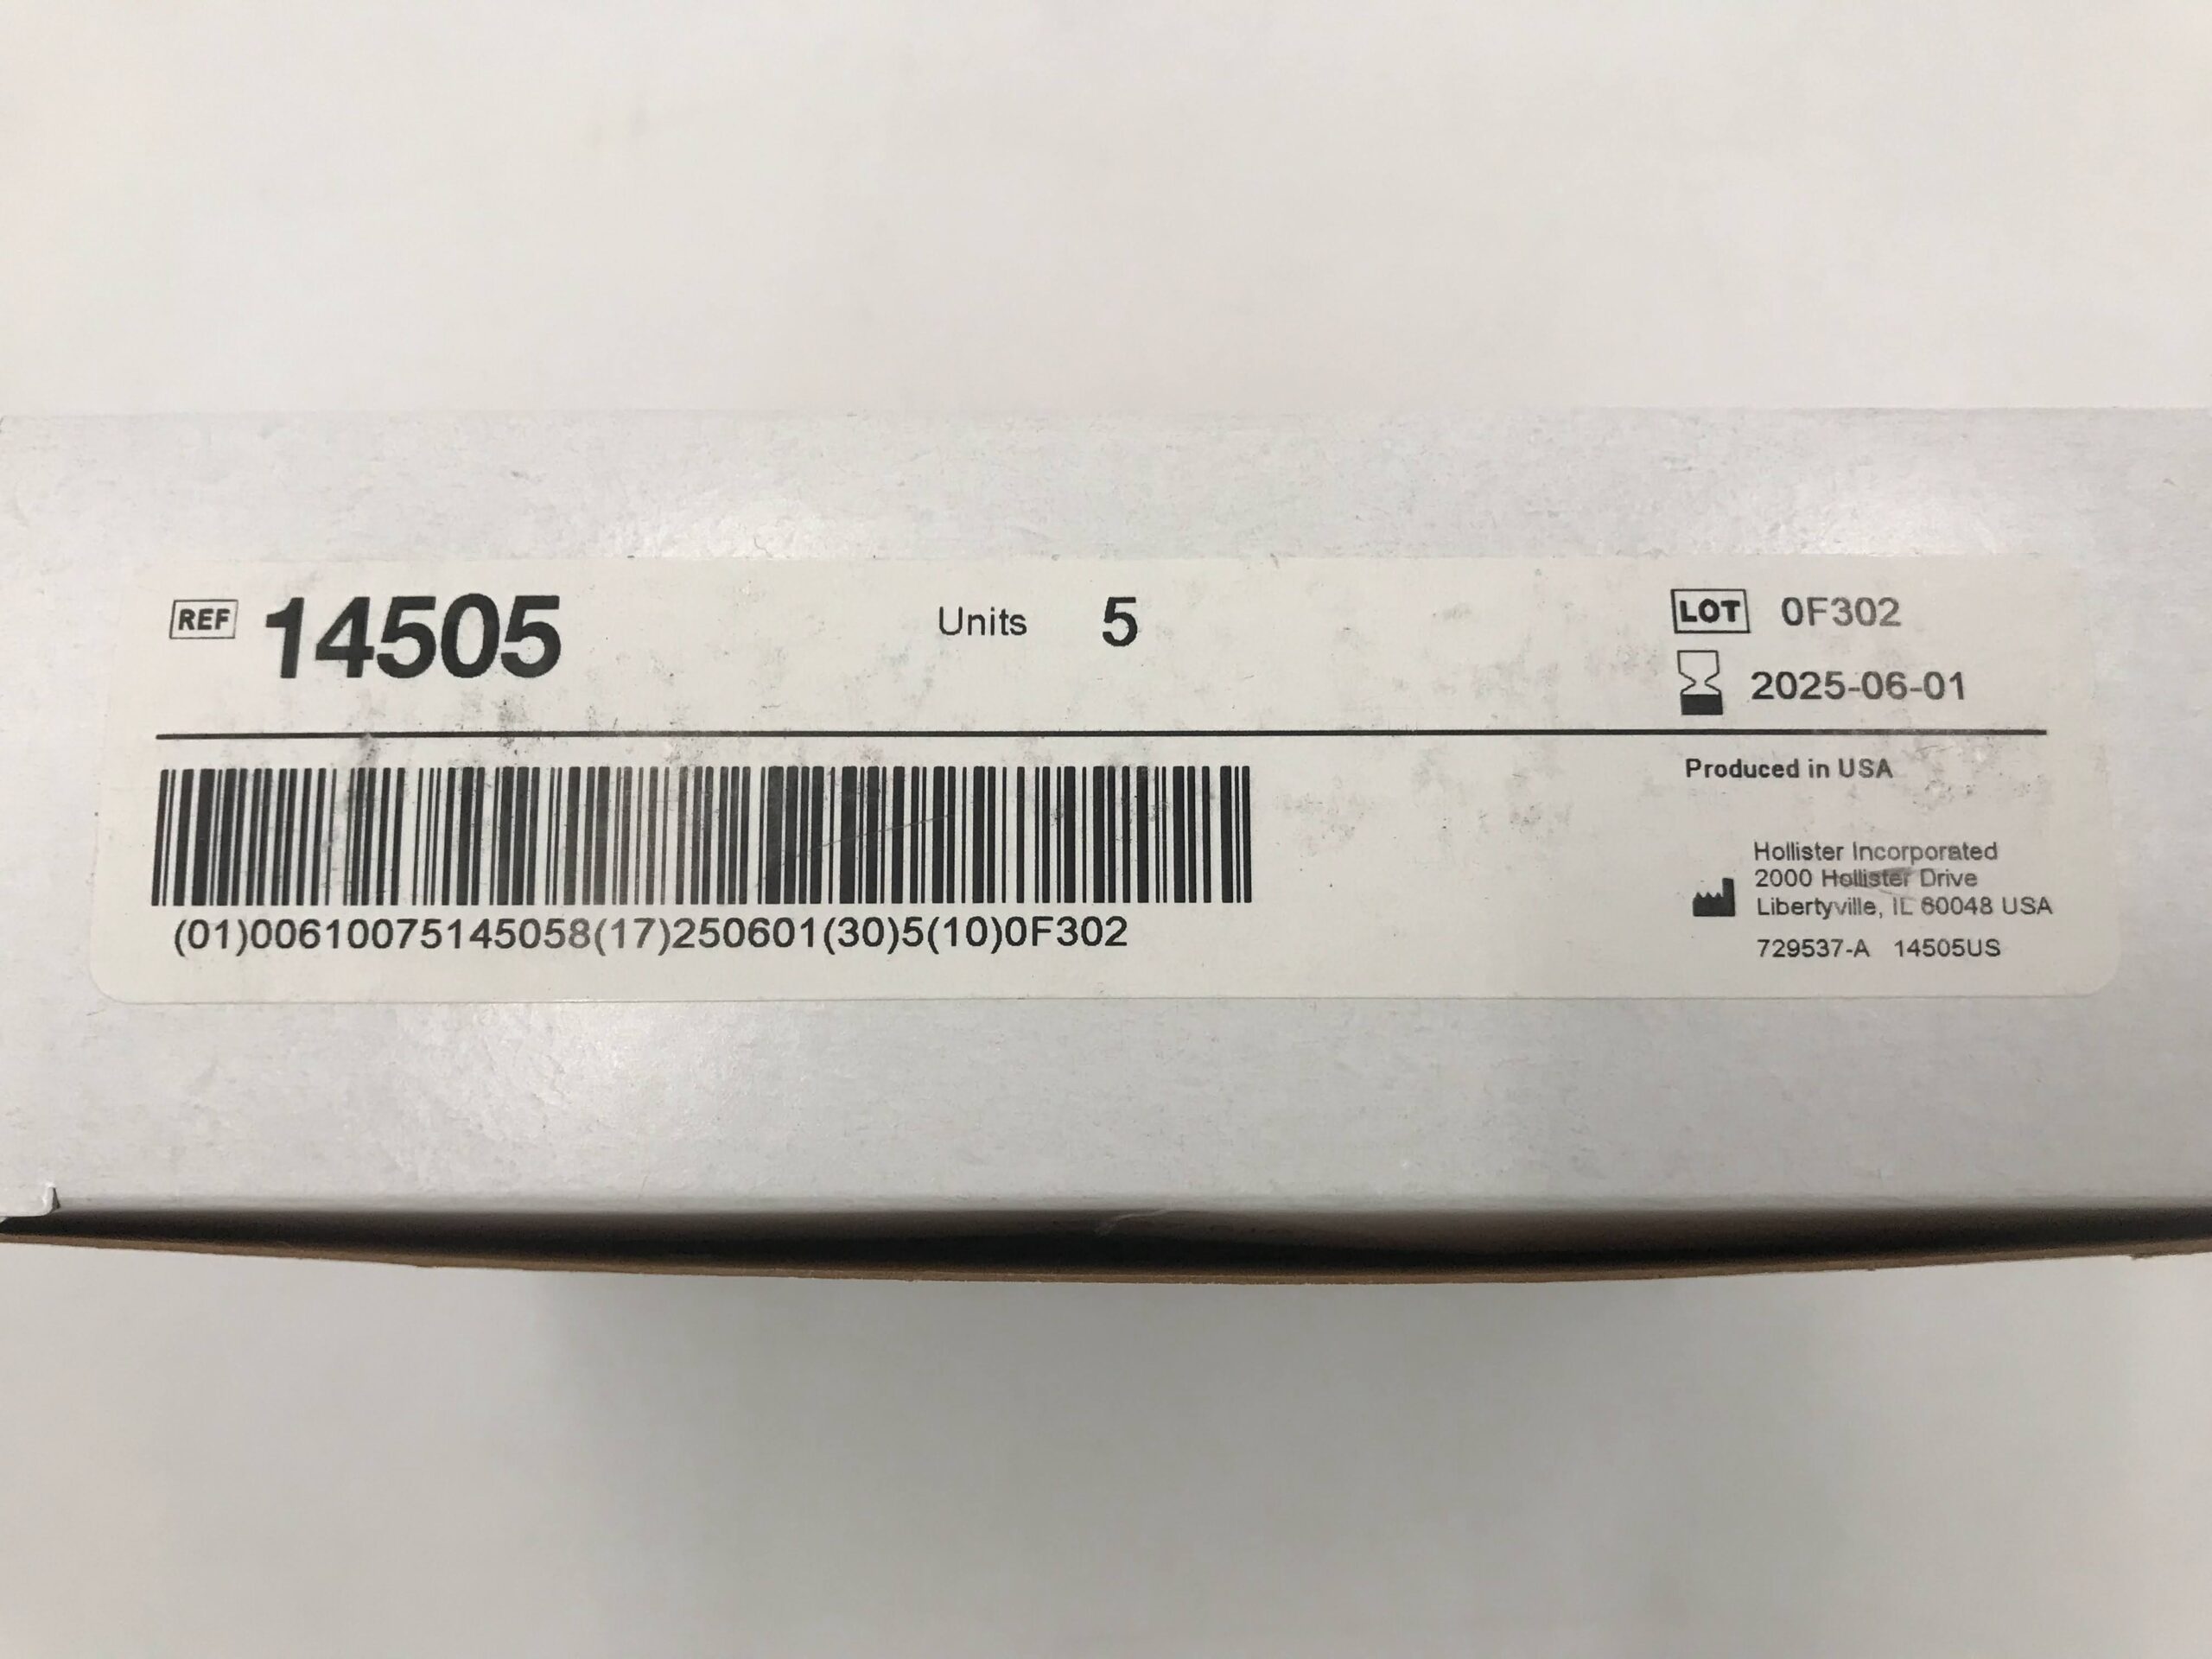 REF 14505 Units 5 LOT 0F302
2025-06-01
Produced in USA
(01)00610075145058(17)250601(30)5(10)0F302
Hollister Incorporated
2000 Hollister Drive
Libertyville, IL 60048 USA
729537-A 14505US